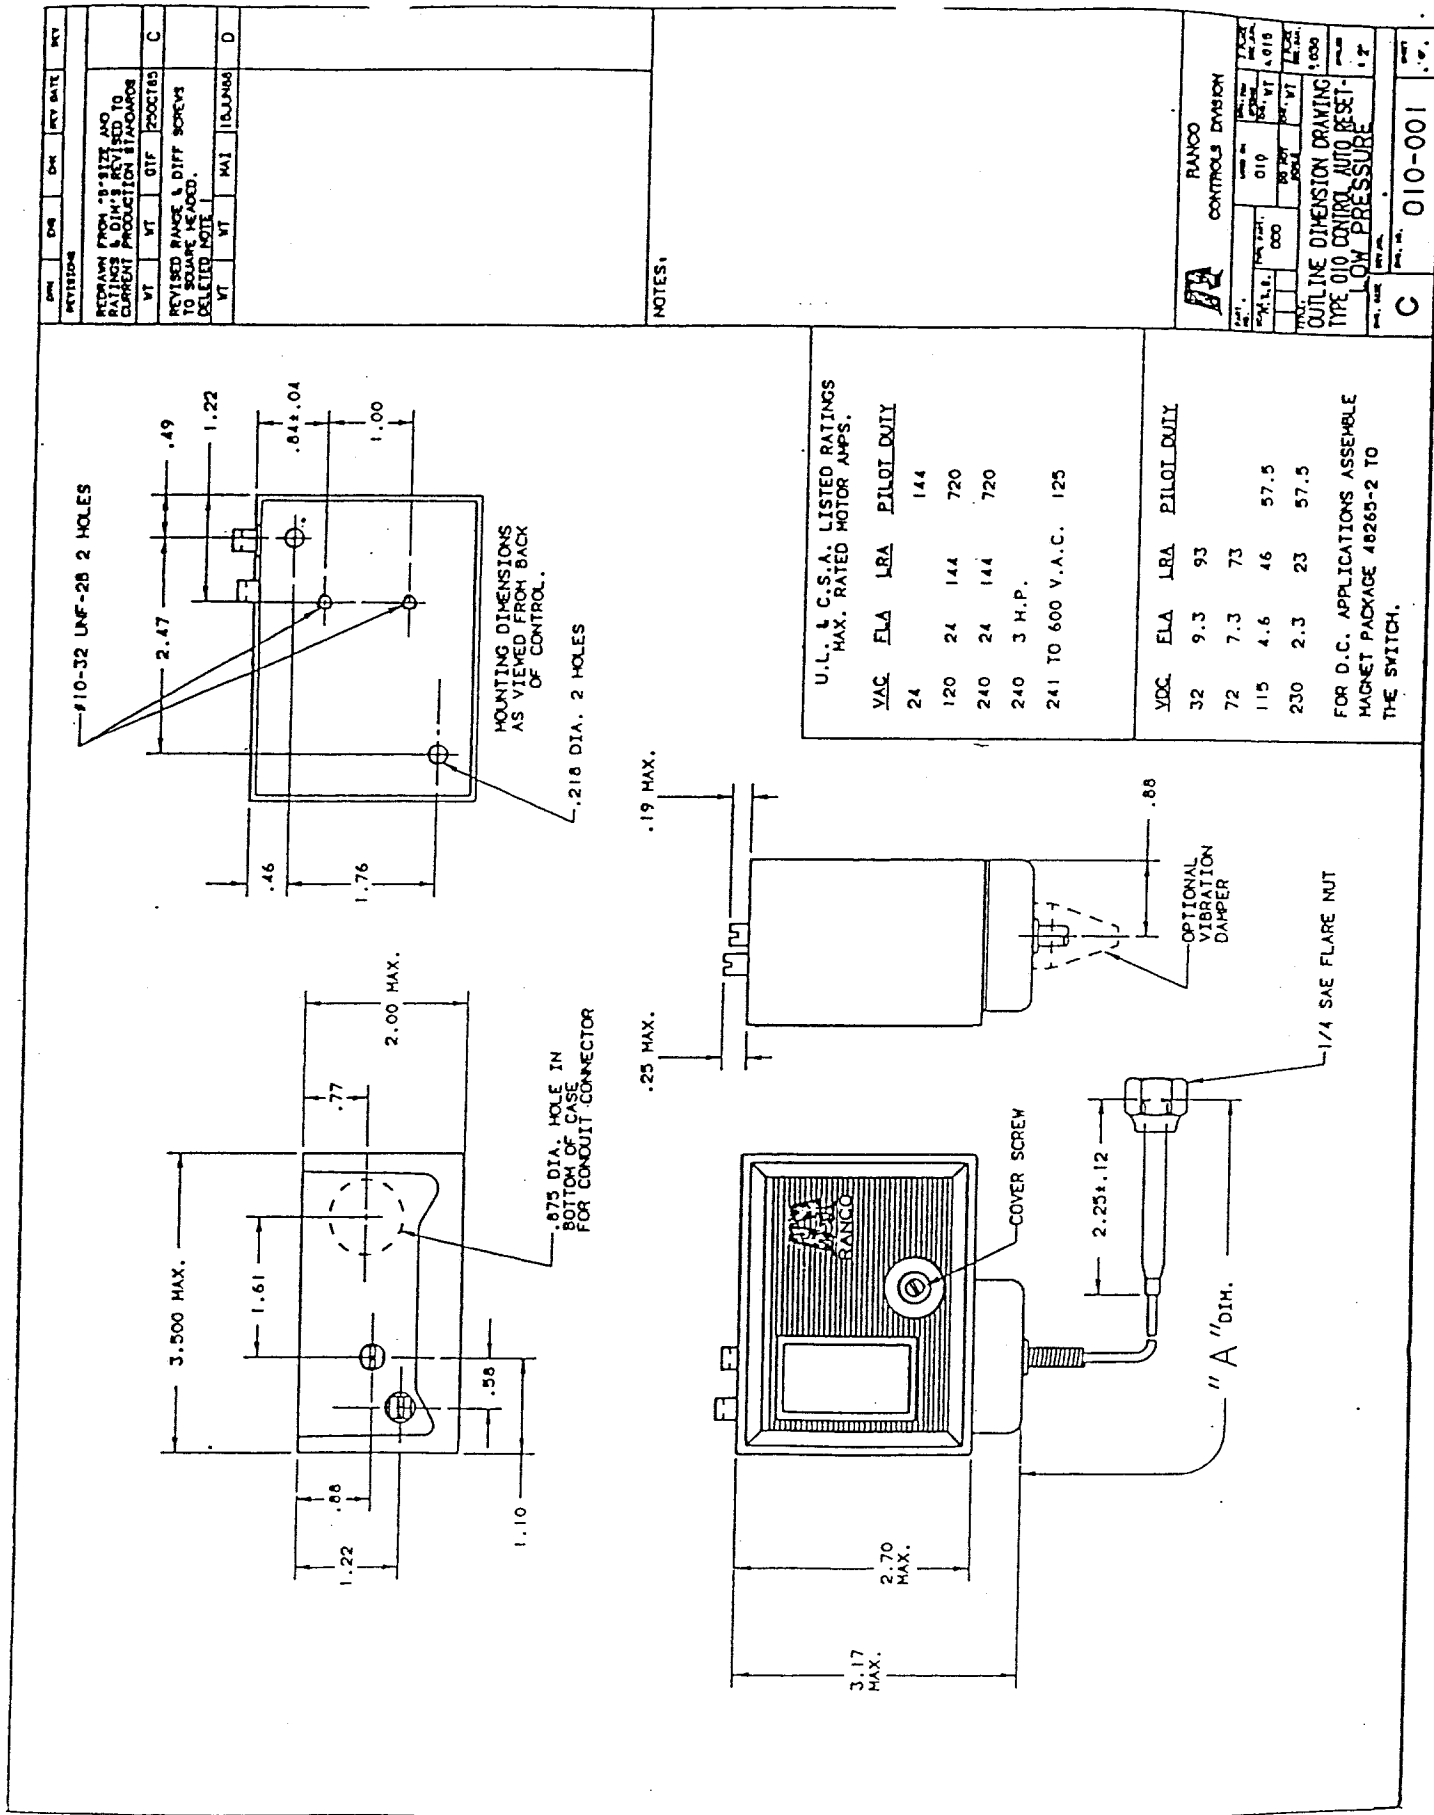 DRN CHK REV DATE REV
REVISIONS
REDRAWN FROM "B" SIZE AND
RATINGS & DIM'S REVISED TO
CURRENT PRODUCTION STANDARDS
WT WT GTF 25OCT85 C
REVISED RANGE & DIFF SCREWS
TO SQUARE HEADED.
DELETED NOTE 1
WT WT MAI D
NOTES:
#10-32 UNF-2B 2 HOLES
2.47
.49
1.22
.84±.04
1.00
.46
1.76
MOUNTING DIMENSIONS
AS VIEWED FROM BACK
OF CONTROL.
.218 DIA. 2 HOLES
3.500 MAX.
1.61
.77
2.00 MAX.
.88
1.22
.58
1.10
.875 DIA. HOLE IN
BOTTOM OF CASE
FOR CONDUIT CONNECTOR
.25 MAX.
.19 MAX.
.88
OPTIONAL
VIBRATION
DAMPER
RANCO
COVER SCREW
2.70
MAX.
3.17
MAX.
2.25±.12
"A" DIM.
1/4 SAE FLARE NUT
U.L. & C.S.A. LISTED RATINGS
MAX. RATED MOTOR AMPS.
VAC FLA LRA PILOT DUTY
24 144
120 24 144 720
240 24 144 720
240 3 H.P.
241 TO 600 V.A.C. 125
VDC FLA LRA PILOT DUTY
32 9.3 93
72 7.3 73
115 4.6 46 57.5
230 2.3 23 57.5
FOR D.C. APPLICATIONS ASSEMBLE
MAGNET PACKAGE 48265-2 TO
THE SWITCH.
RANCO
CONTROLS DIVISION
010
000
OUTLINE DIMENSION DRAWING
TYPE 010 CONTROL AUTO RESET-
LOW PRESSURE
C
010-001